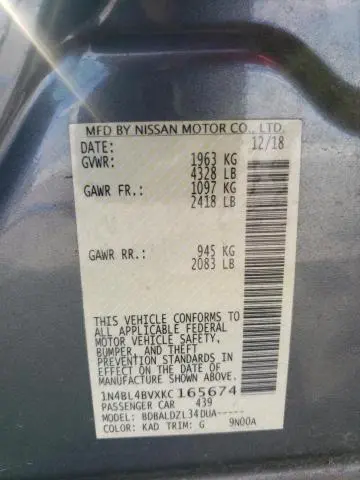 MFD BY NISSAN MOTOR CO., LTD.
DATE: 12/18
GVWR: 1963 KG
4328 LB
GAWR FR.: 1097 KG
2418 LB
GAWR RR.: 945 KG
2083 LB
THIS VEHICLE CONFORMS TO
ALL APPLICABLE FEDERAL
MOTOR VEHICLE SAFETY,
BUMPER, AND THEFT
PREVENTION STANDARDS IN
EFFECT ON THE DATE OF
MANUFACTURE SHOWN ABOVE.
1N4BL4BVXKC165674
PASSENGER CAR 439
MODEL: BDBALDZL34DUA-----
COLOR: KAD TRIM: G 9N00A